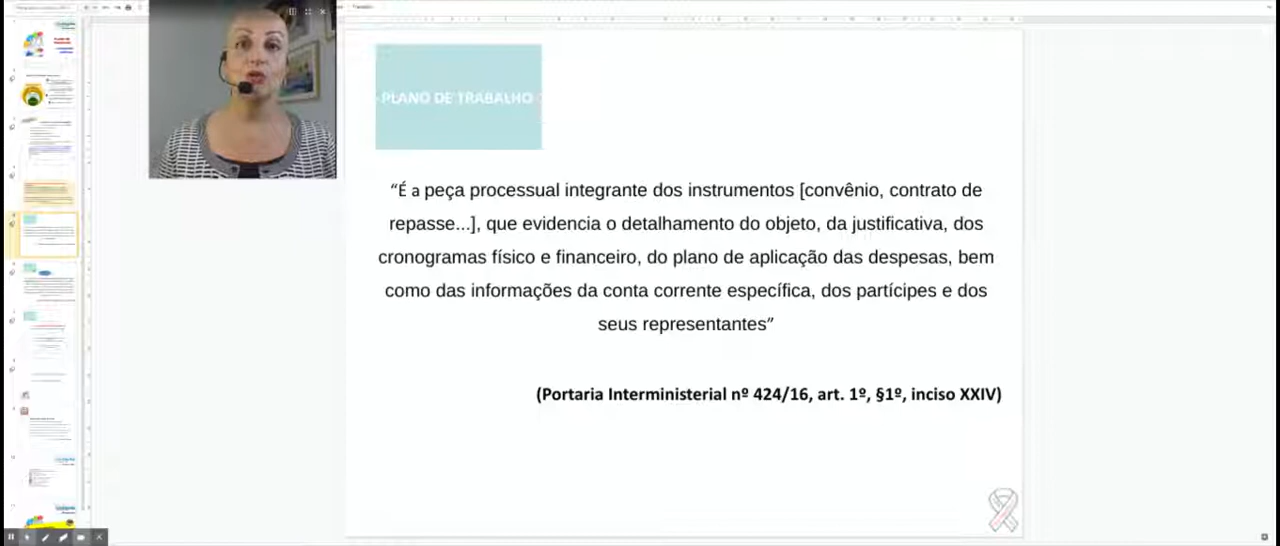 PLANO DE TRABALHO
“É a peça processual integrante dos instrumentos [convênio, contrato de
repasse...], que evidencia o detalhamento do objeto, da justificativa, dos
cronogramas físico e financeiro, do plano de aplicação das despesas, bem
como das informações da conta corrente específica, dos partícipes e dos
seus representantes”
(Portaria Interministerial nº 424/16, art. 1º, §1º, inciso XXIV)